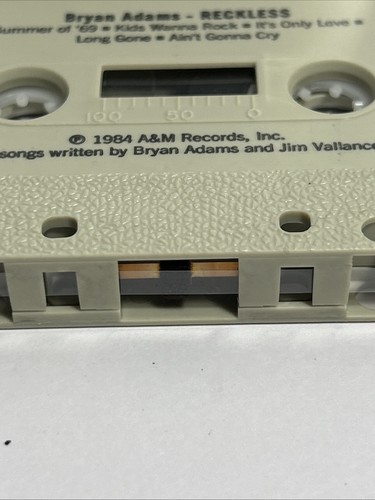 Bryan Adams - RECKLESS
Summer of '69 • Kids Wanna Rock • It's Only Love •
Long Gone • Ain't Gonna Cry
100 50 0
℗ 1984 A&M Records, Inc.
songs written by Bryan Adams and Jim Vallance